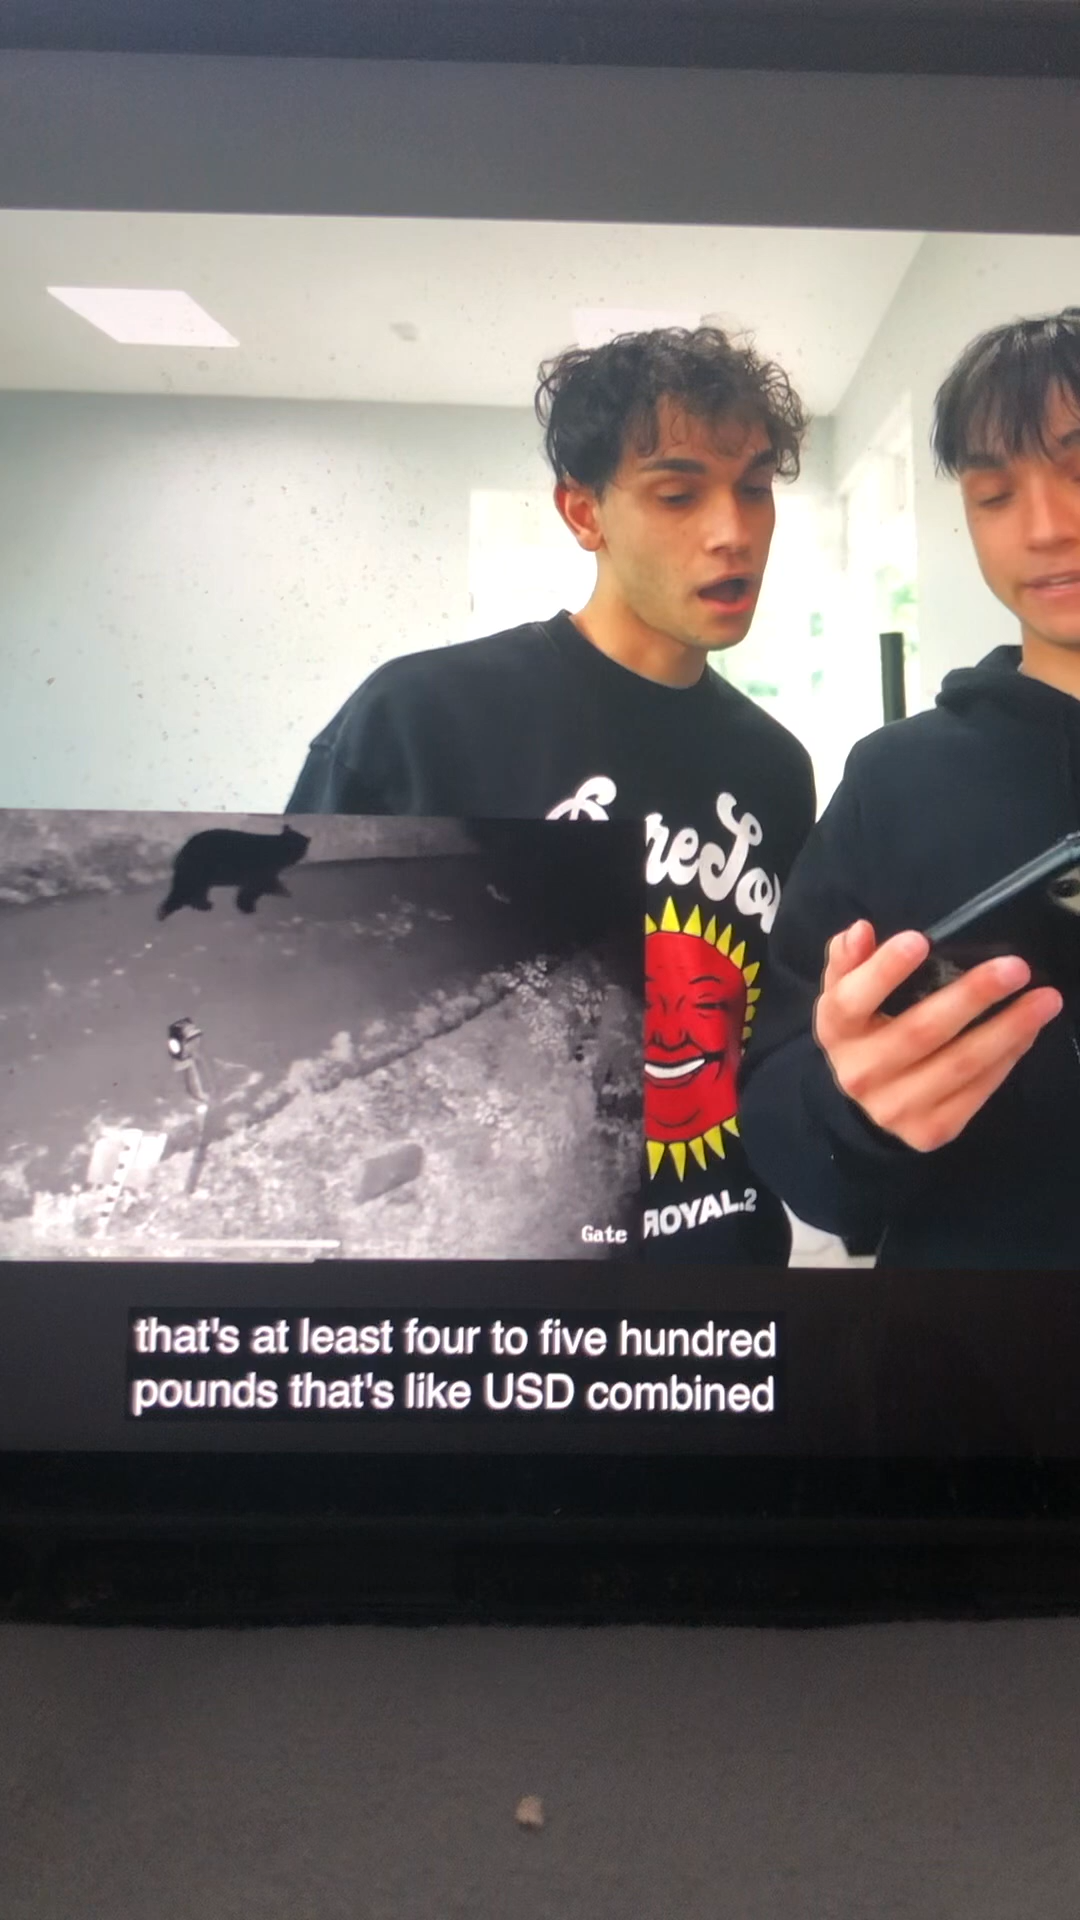 Gate
ROYAL.2
that's at least four to five hundred
pounds that's like USD combined